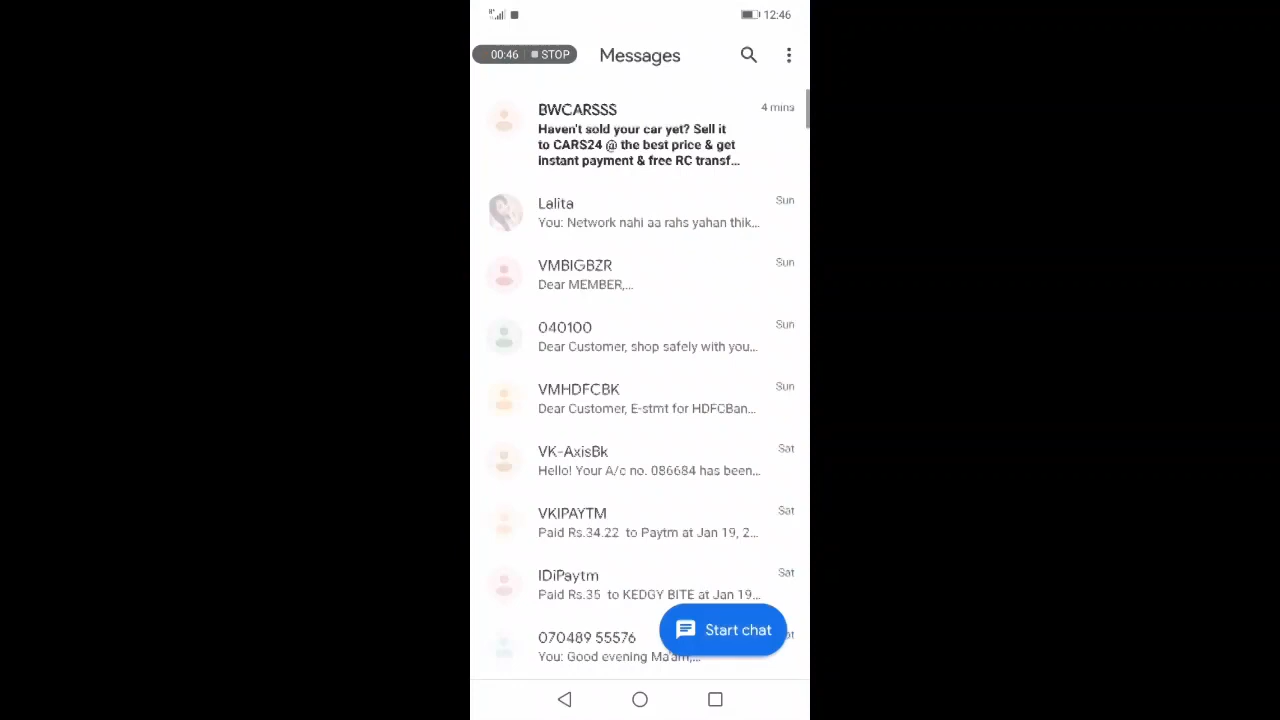 12:46
00:46 STOP
Messages
BWCARSSS
4 mins
Haven't sold your car yet? Sell it
to CARS24 @ the best price & get
instant payment & free RC transf...
Lalita
Sun
You: Network nahi aa rahs yahan thik...
VMBIGBZR
Sun
Dear MEMBER,...
040100
Sun
Dear Customer, shop safely with you...
VMHDFCBK
Sun
Dear Customer, E-stmt for HDFCBan...
VK-AxisBk
Sat
Hello! Your A/c no. 086684 has been...
VKIPAYTM
Sat
Paid Rs.34.22 to Paytm at Jan 19, 2...
IDiPaytm
Sat
Paid Rs.35 to KEDGY BITE at Jan 19...
070489 55576
You: Good evening Ma'am,...
Start chat